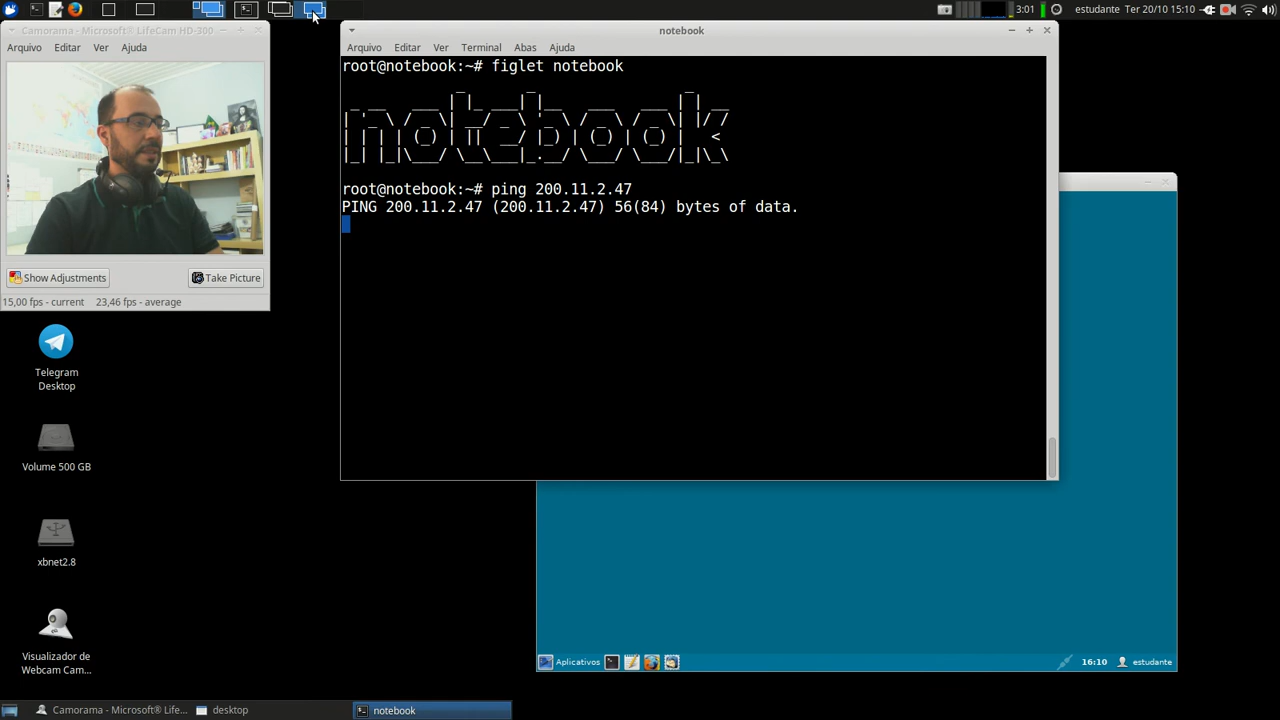 3:01
estudante Ter 20/10 15:10
Camorama - Microsoft® LifeCam HD-300
Arquivo Editar Ver Ajuda
Show Adjustments
Take Picture
15,00 fps - current 23,46 fps - average
notebook
Arquivo Editar Ver Terminal Abas Ajuda
root@notebook:~# figlet notebook
notebook
root@notebook:~# ping 200.11.2.47
PING 200.11.2.47 (200.11.2.47) 56(84) bytes of data.
Telegram
Desktop
Volume 500 GB
xbnet2.8
Visualizador de
Webcam Cam...
Aplicativos
16:10
estudante
Camorama - Microsoft® Life...
desktop
notebook